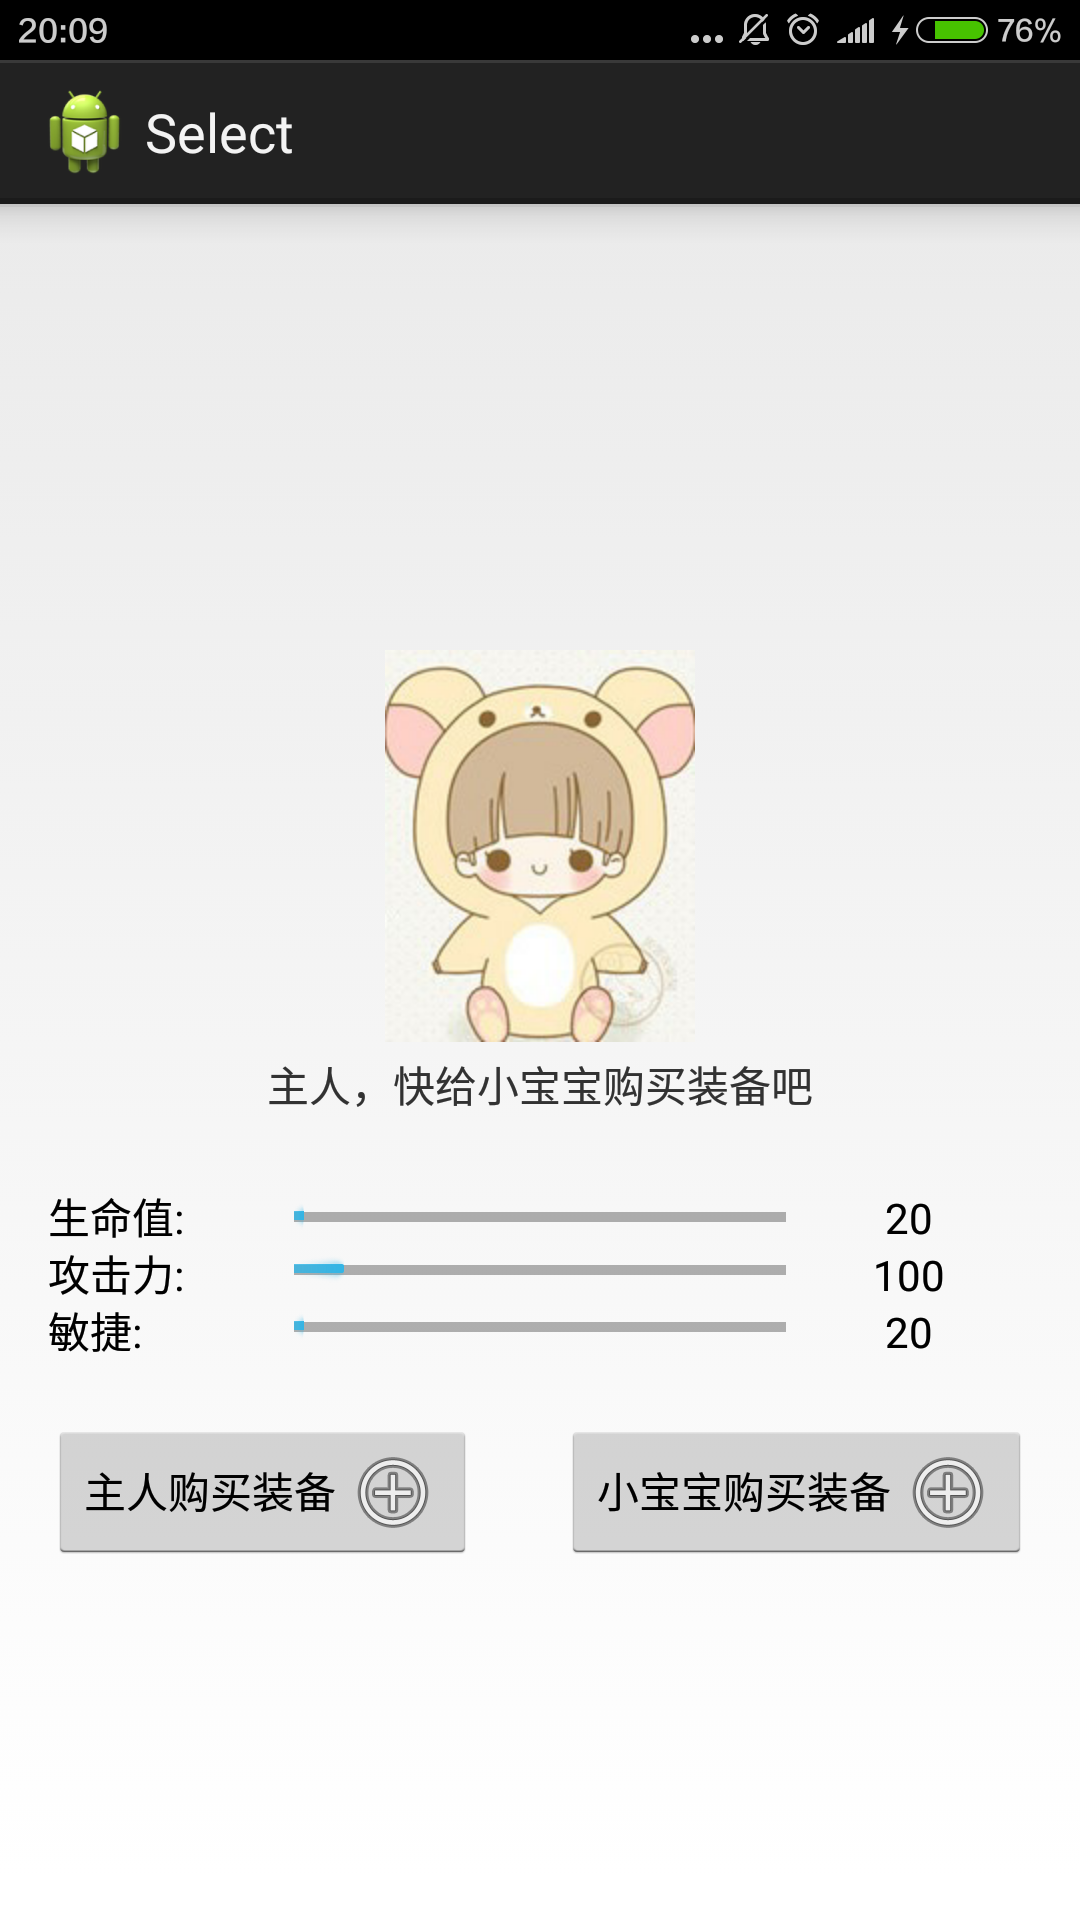 20:09
76%
Select
主人，快给小宝宝购买装备吧
生命值: 20
攻击力: 100
敏捷: 20
主人购买装备 小宝宝购买装备